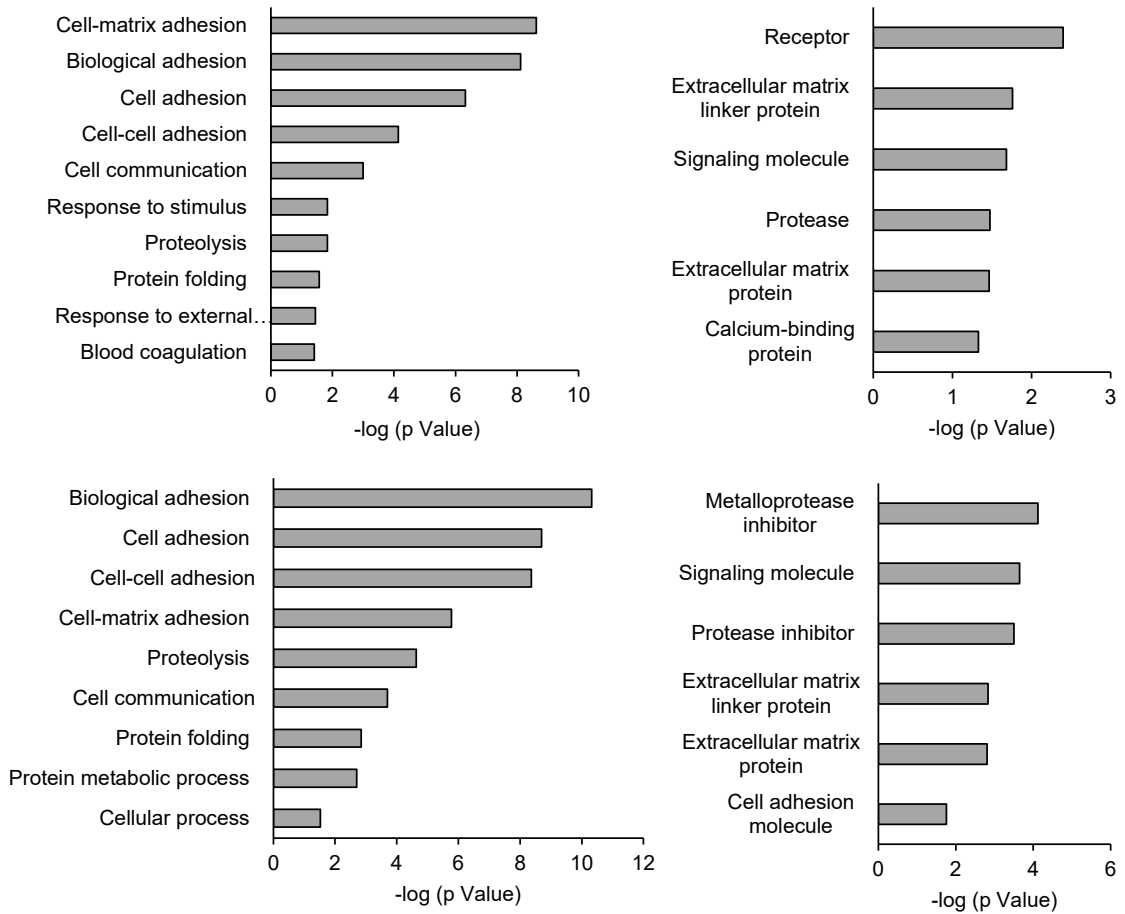 Cell-matrix adhesion
Biological adhesion
Cell adhesion
Cell-cell adhesion
Cell communication
Response to stimulus
Proteolysis
Protein folding
Response to external…
Blood coagulation
0 2 4 6 8 10
-log (p Value)
Receptor
Extracellular matrix
linker protein
Signaling molecule
Protease
Extracellular matrix
protein
Calcium-binding
protein
0 1 2 3
-log (p Value)
Biological adhesion
Cell adhesion
Cell-cell adhesion
Cell-matrix adhesion
Proteolysis
Cell communication
Protein folding
Protein metabolic process
Cellular process
0 2 4 6 8 10 12
-log (p Value)
Metalloprotease
inhibitor
Signaling molecule
Protease inhibitor
Extracellular matrix
linker protein
Extracellular matrix
protein
Cell adhesion
molecule
0 2 4 6
-log (p Value)